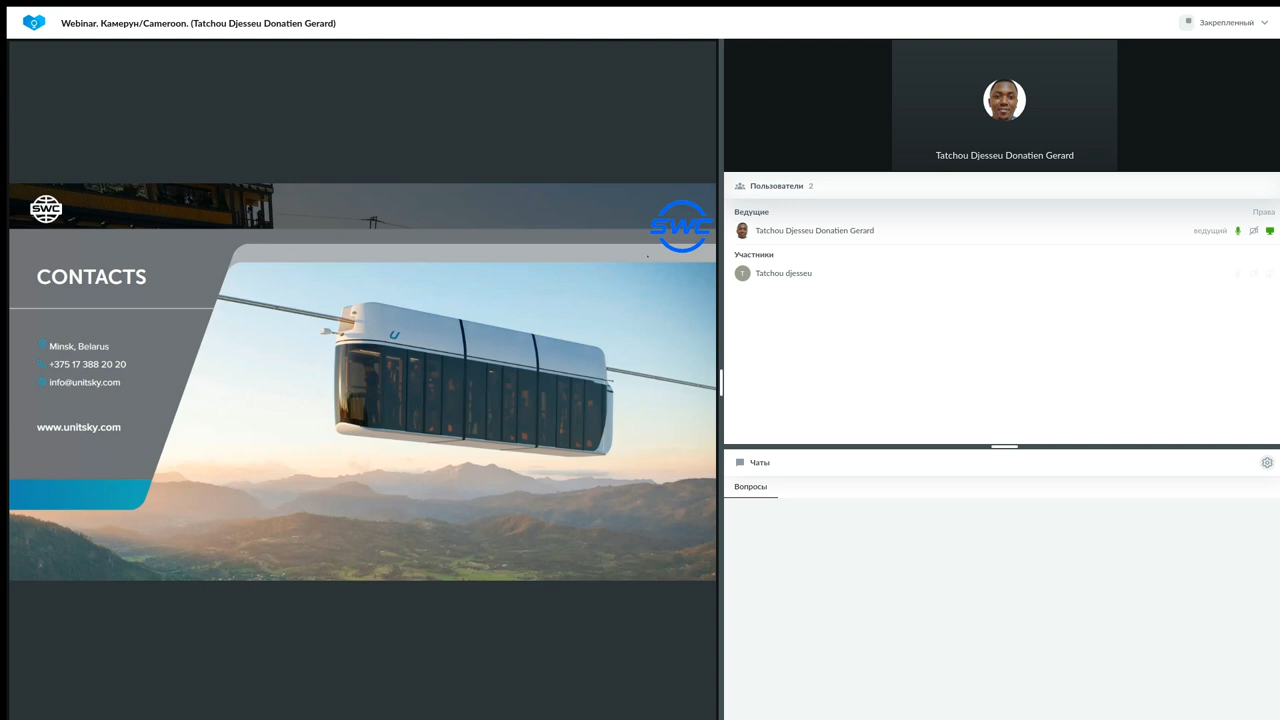 Webinar. Камерун/Cameroon. (Tatchou Djesseu Donatien Gerard)
Закрепленный
SWC
SWC
CONTACTS
Minsk, Belarus
+375 17 388 20 20
info@unitsky.com
www.unitsky.com
U
Tatchou Djesseu Donatien Gerard
Пользователи 2
Ведущие Права
Tatchou Djesseu Donatien Gerard ведущий
Участники
T Tatchou djesseu
Чаты
Вопросы